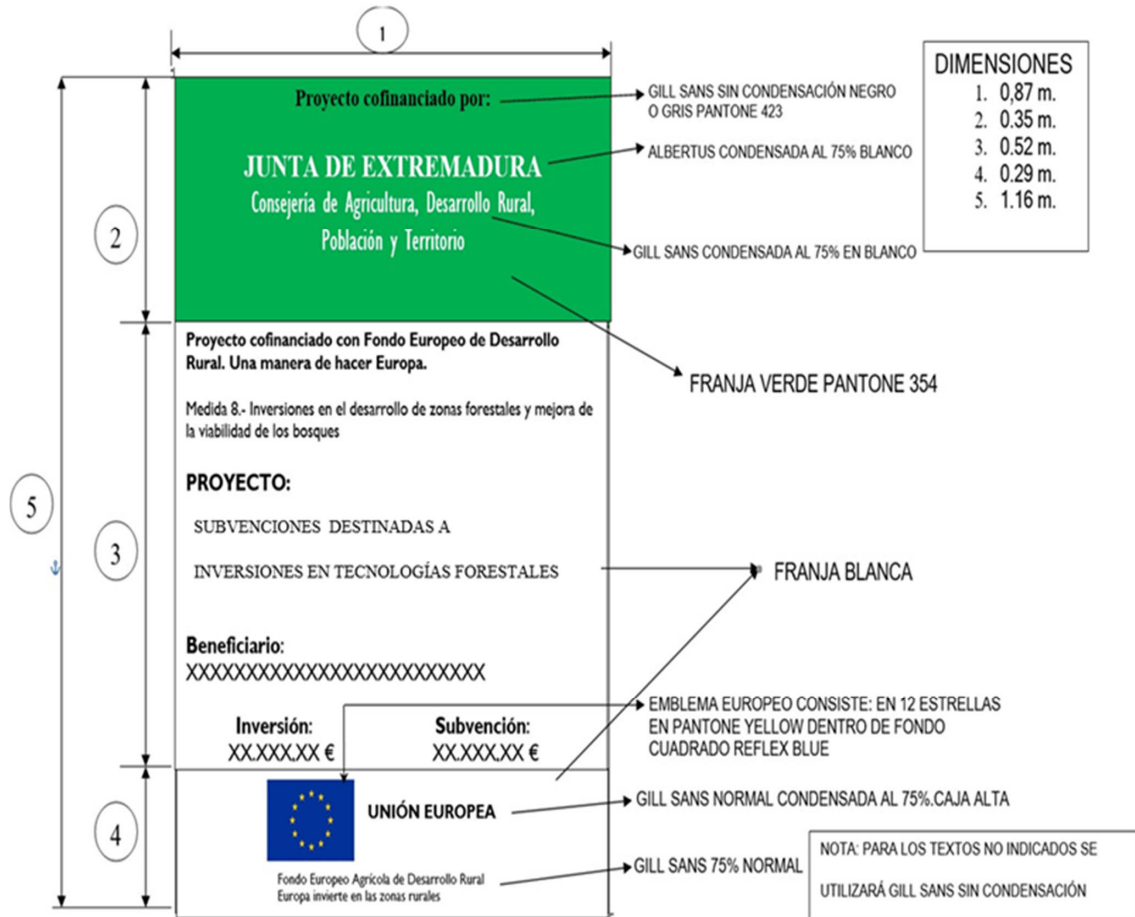 1
DIMENSIONES
1. 0,87 m.
2. 0.35 m.
3. 0.52 m.
4. 0.29 m.
5. 1.16 m.
Proyecto cofinanciado por:
GILL SANS SIN CONDENSACIÓN NEGRO
O GRIS PANTONE 423
JUNTA DE EXTREMADURA
ALBERTUS CONDENSADA AL 75% BLANCO
Consejería de Agricultura, Desarrollo Rural,
Población y Territorio
2
GILL SANS CONDENSADA AL 75% EN BLANCO
Proyecto cofinanciado con Fondo Europeo de Desarrollo
Rural. Una manera de hacer Europa.
FRANJA VERDE PANTONE 354
Medida 8.- Inversiones en el desarrollo de zonas forestales y mejora de
la viabilidad de los bosques
PROYECTO:
5
SUBVENCIONES DESTINADAS A
3
INVERSIONES EN TECNOLOGÍAS FORESTALES
FRANJA BLANCA
Beneficiario:
XXXXXXXXXXXXXXXXXXXXXXXXX
EMBLEMA EUROPEO CONSISTE: EN 12 ESTRELLAS
EN PANTONE YELLOW DENTRO DE FONDO
CUADRADO REFLEX BLUE
Inversión: Subvención:
XX.XXX,XX € XX.XXX,XX €
UNIÓN EUROPEA
GILL SANS NORMAL CONDENSADA AL 75%.CAJA ALTA
4
GILL SANS 75% NORMAL
Fondo Europeo Agrícola de Desarrollo Rural
Europa invierte en las zonas rurales
NOTA: PARA LOS TEXTOS NO INDICADOS SE
UTILIZARÁ GILL SANS SIN CONDENSACIÓN